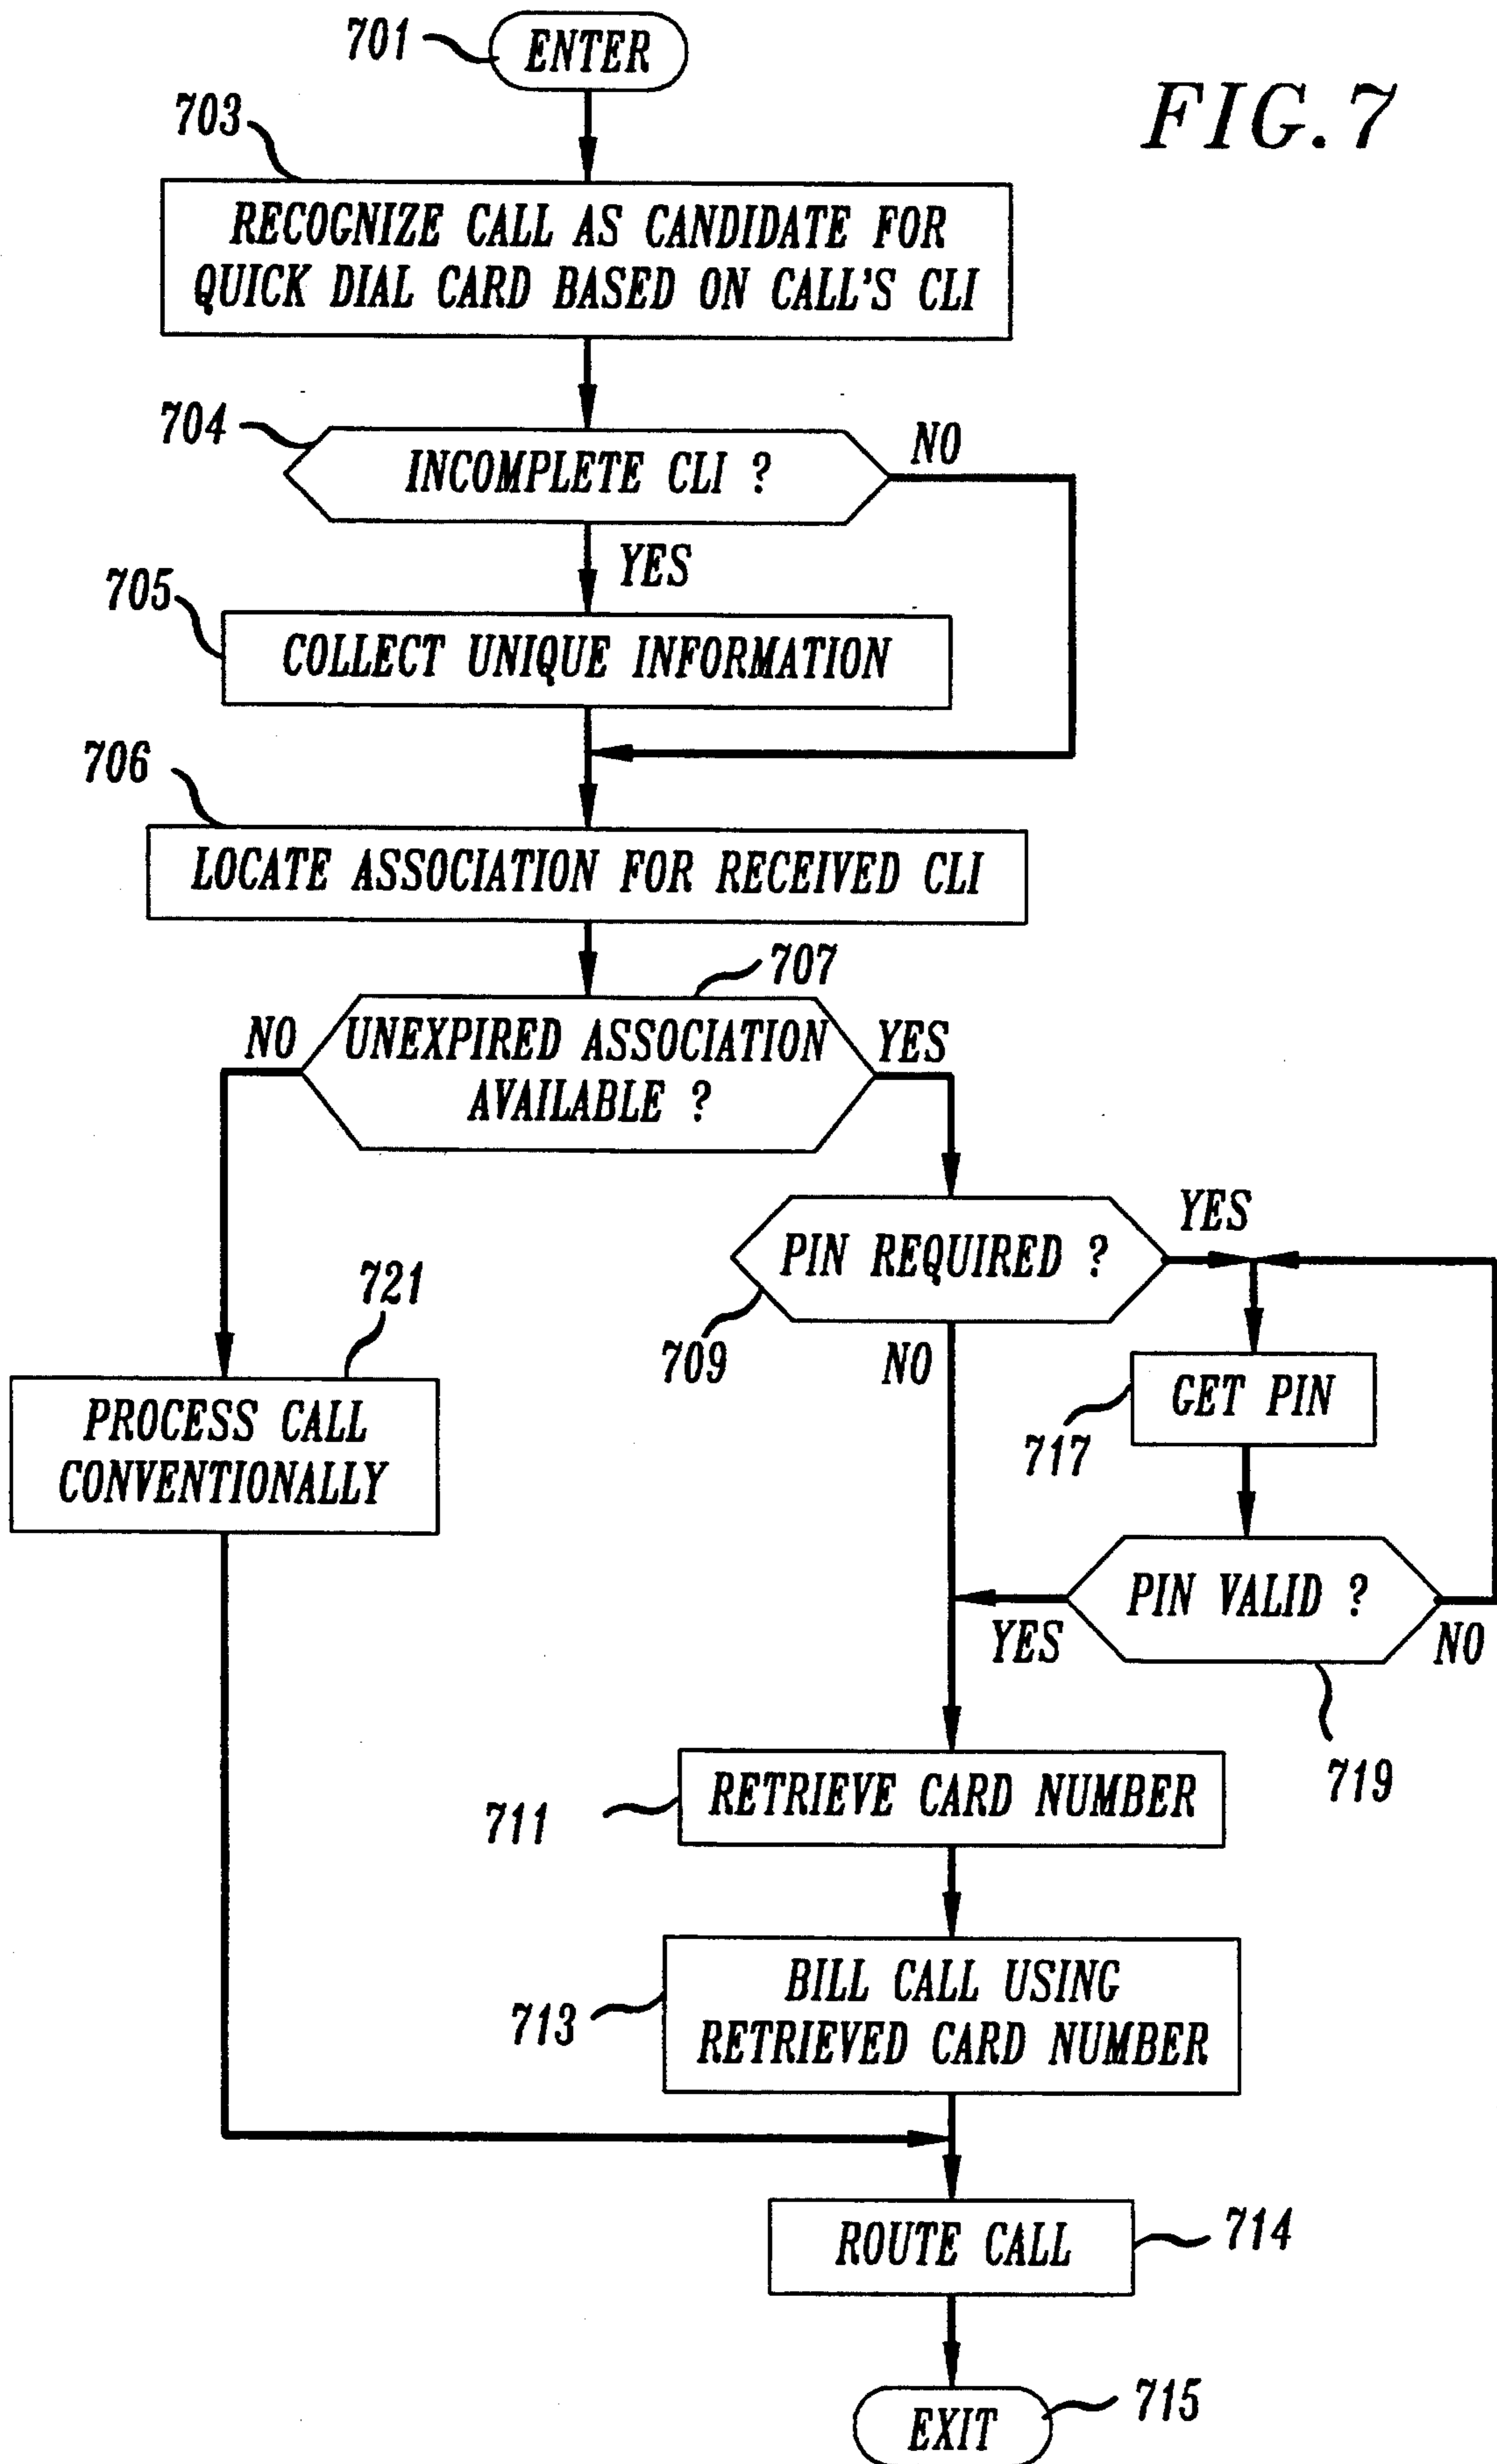 701
ENTER
FIG. 7
703
RECOGNIZE CALL AS CANDIDATE FOR
QUICK DIAL CARD BASED ON CALL'S CLI
704
INCOMPLETE CLI ?
NO
YES
705
COLLECT UNIQUE INFORMATION
706
LOCATE ASSOCIATION FOR RECEIVED CLI
707
NO
UNEXPIRED ASSOCIATION
AVAILABLE ?
YES
PIN REQUIRED ?
YES
709
NO
721
PROCESS CALL
CONVENTIONALLY
GET PIN
717
PIN VALID ?
YES
NO
719
RETRIEVE CARD NUMBER
711
BILL CALL USING
RETRIEVED CARD NUMBER
713
ROUTE CALL
714
EXIT
715